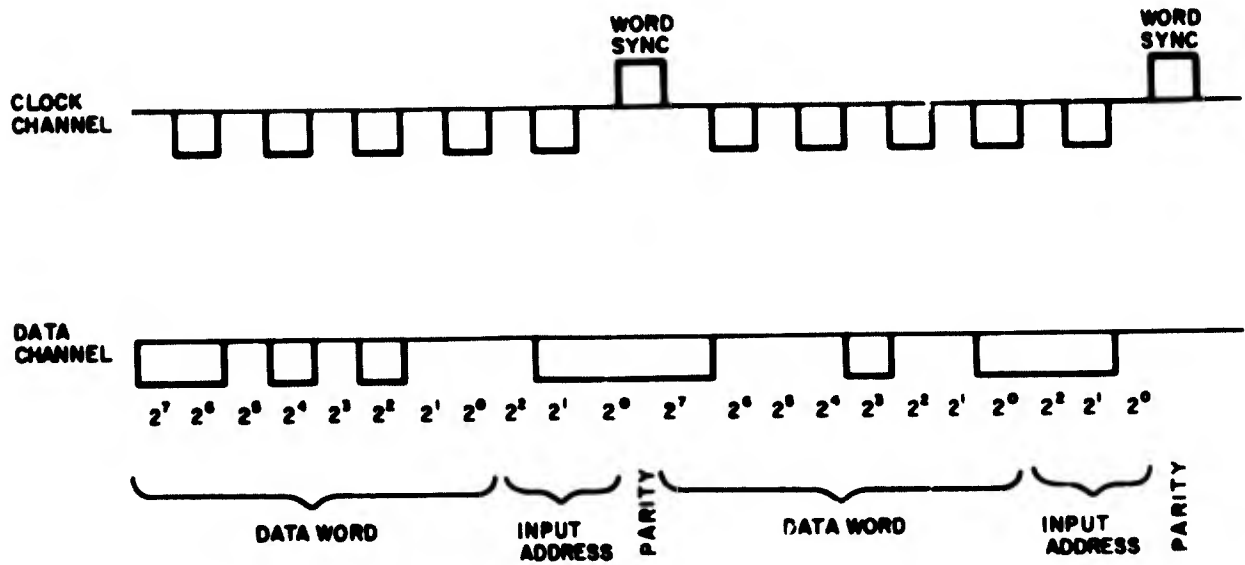 WORD SYNC
WORD SYNC
CLOCK CHANNEL
DATA CHANNEL
2⁷ 2⁶ 2⁵ 2⁴ 2³ 2² 2¹ 2⁰ 2² 2¹ 2⁰ 2⁷ 2⁶ 2⁵ 2⁴ 2³ 2² 2¹ 2⁰ 2² 2¹ 2⁰
DATA WORD
INPUT ADDRESS
PARITY
DATA WORD
INPUT ADDRESS
PARITY